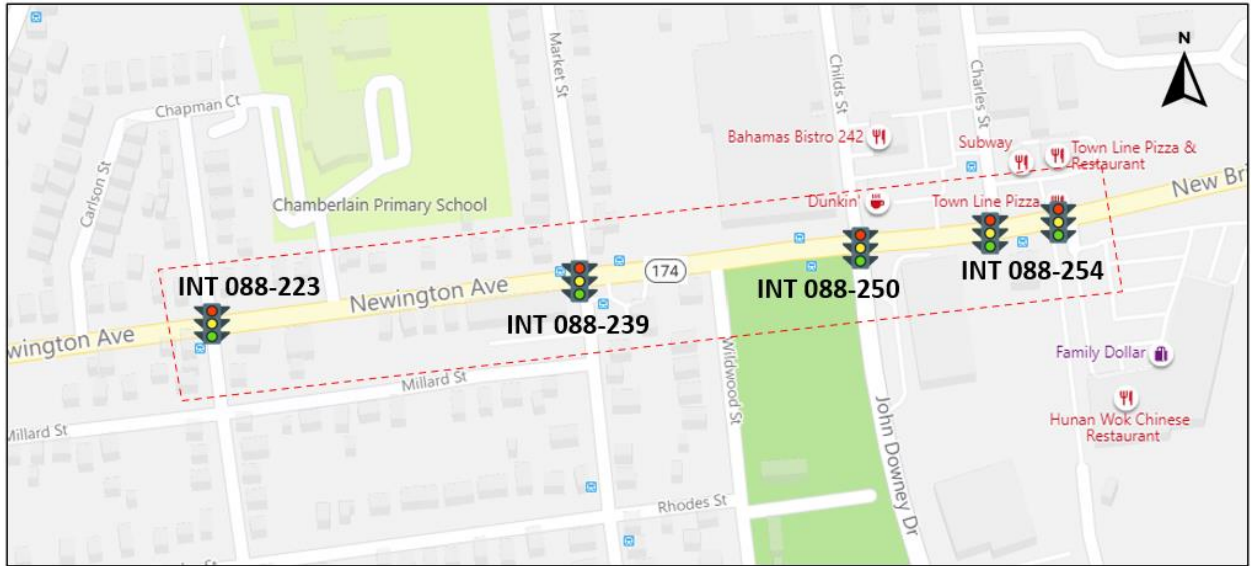 N
Market St
Childs St
Charles St
Chapman Ct
Carlson St
Bahamas Bistro 242
Subway
Town Line Pizza &
Restaurant
New Bri
Chamberlain Primary School
Dunkin'
Town Line Pizza
174
INT 088-223
Newington Ave
INT 088-239
INT 088-250
INT 088-254
wington Ave
Millard St
Wildwood St
Family Dollar
John Downey Dr
Hunan Wok Chinese
Restaurant
Millard St
Rhodes St